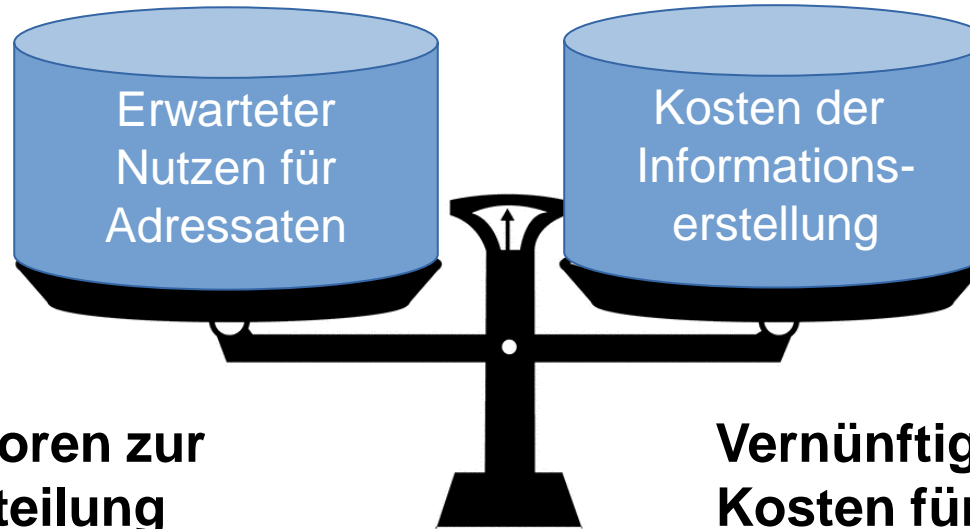 Erwarteter
Nutzen für
Adressaten
Kosten der
Informations-
erstellung
oren zur
teilung
Vernünftig
Kosten für